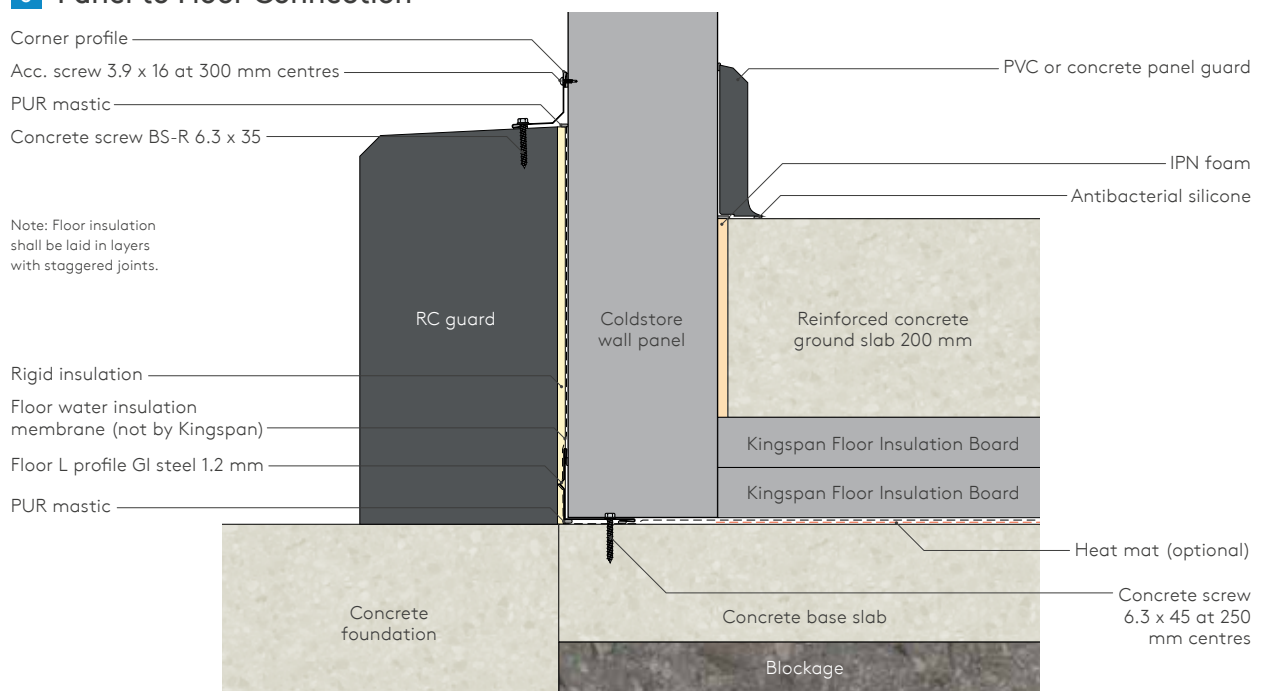 Panel to Floor Connection
Corner profile
Acc. screw 3.9 x 16 at 300 mm centres
PUR mastic
Concrete screw BS-R 6.3 x 35
Note: Floor insulation
shall be laid in layers
with staggered joints.
Rigid insulation
Floor water insulation
membrane (not by Kingspan)
Floor L profile GI steel 1.2 mm
PUR mastic
RC guard
Coldstore
wall panel
PVC or concrete panel guard
IPN foam
Antibacterial silicone
Reinforced concrete
ground slab 200 mm
Kingspan Floor Insulation Board
Kingspan Floor Insulation Board
Heat mat (optional)
Concrete screw
6.3 x 45 at 250
mm centres
Concrete
foundation
Concrete base slab
Blockage